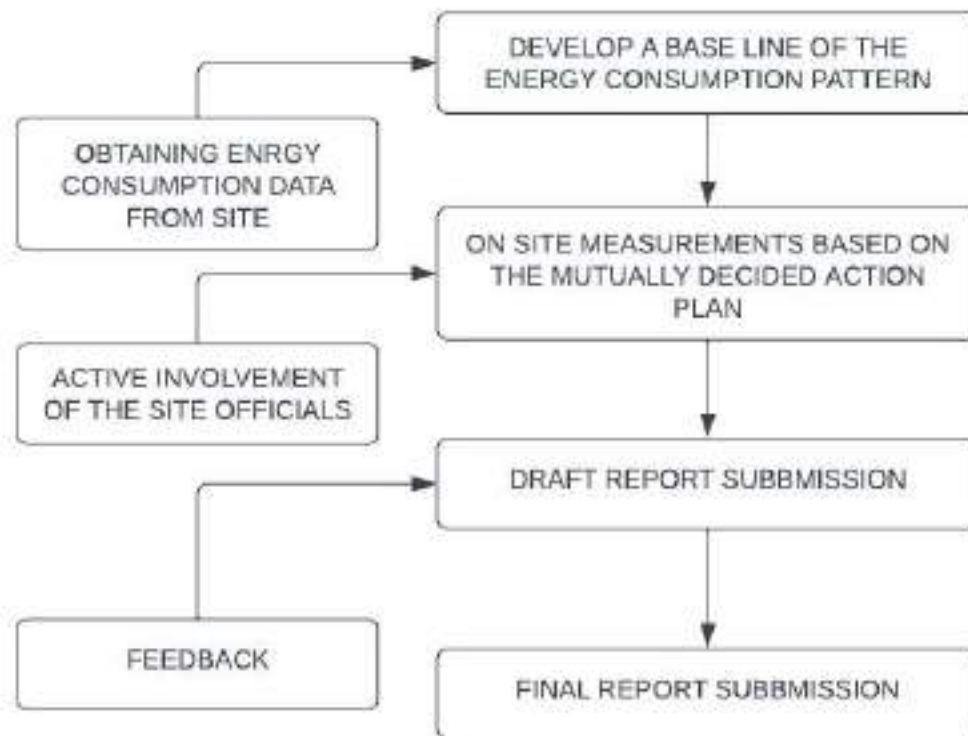 DEVELOP A BASE LINE OF THE
ENERGY CONSUMPTION PATTERN
OBTAINING ENRGY
CONSUMPTION DATA
FROM SITE
ON SITE MEASUREMENTS BASED ON
THE MUTUALLY DECIDED ACTION
PLAN
ACTIVE INVOLVEMENT
OF THE SITE OFFICIALS
DRAFT REPORT SUBBMISSION
FEEDBACK
FINAL REPORT SUBBMISSION